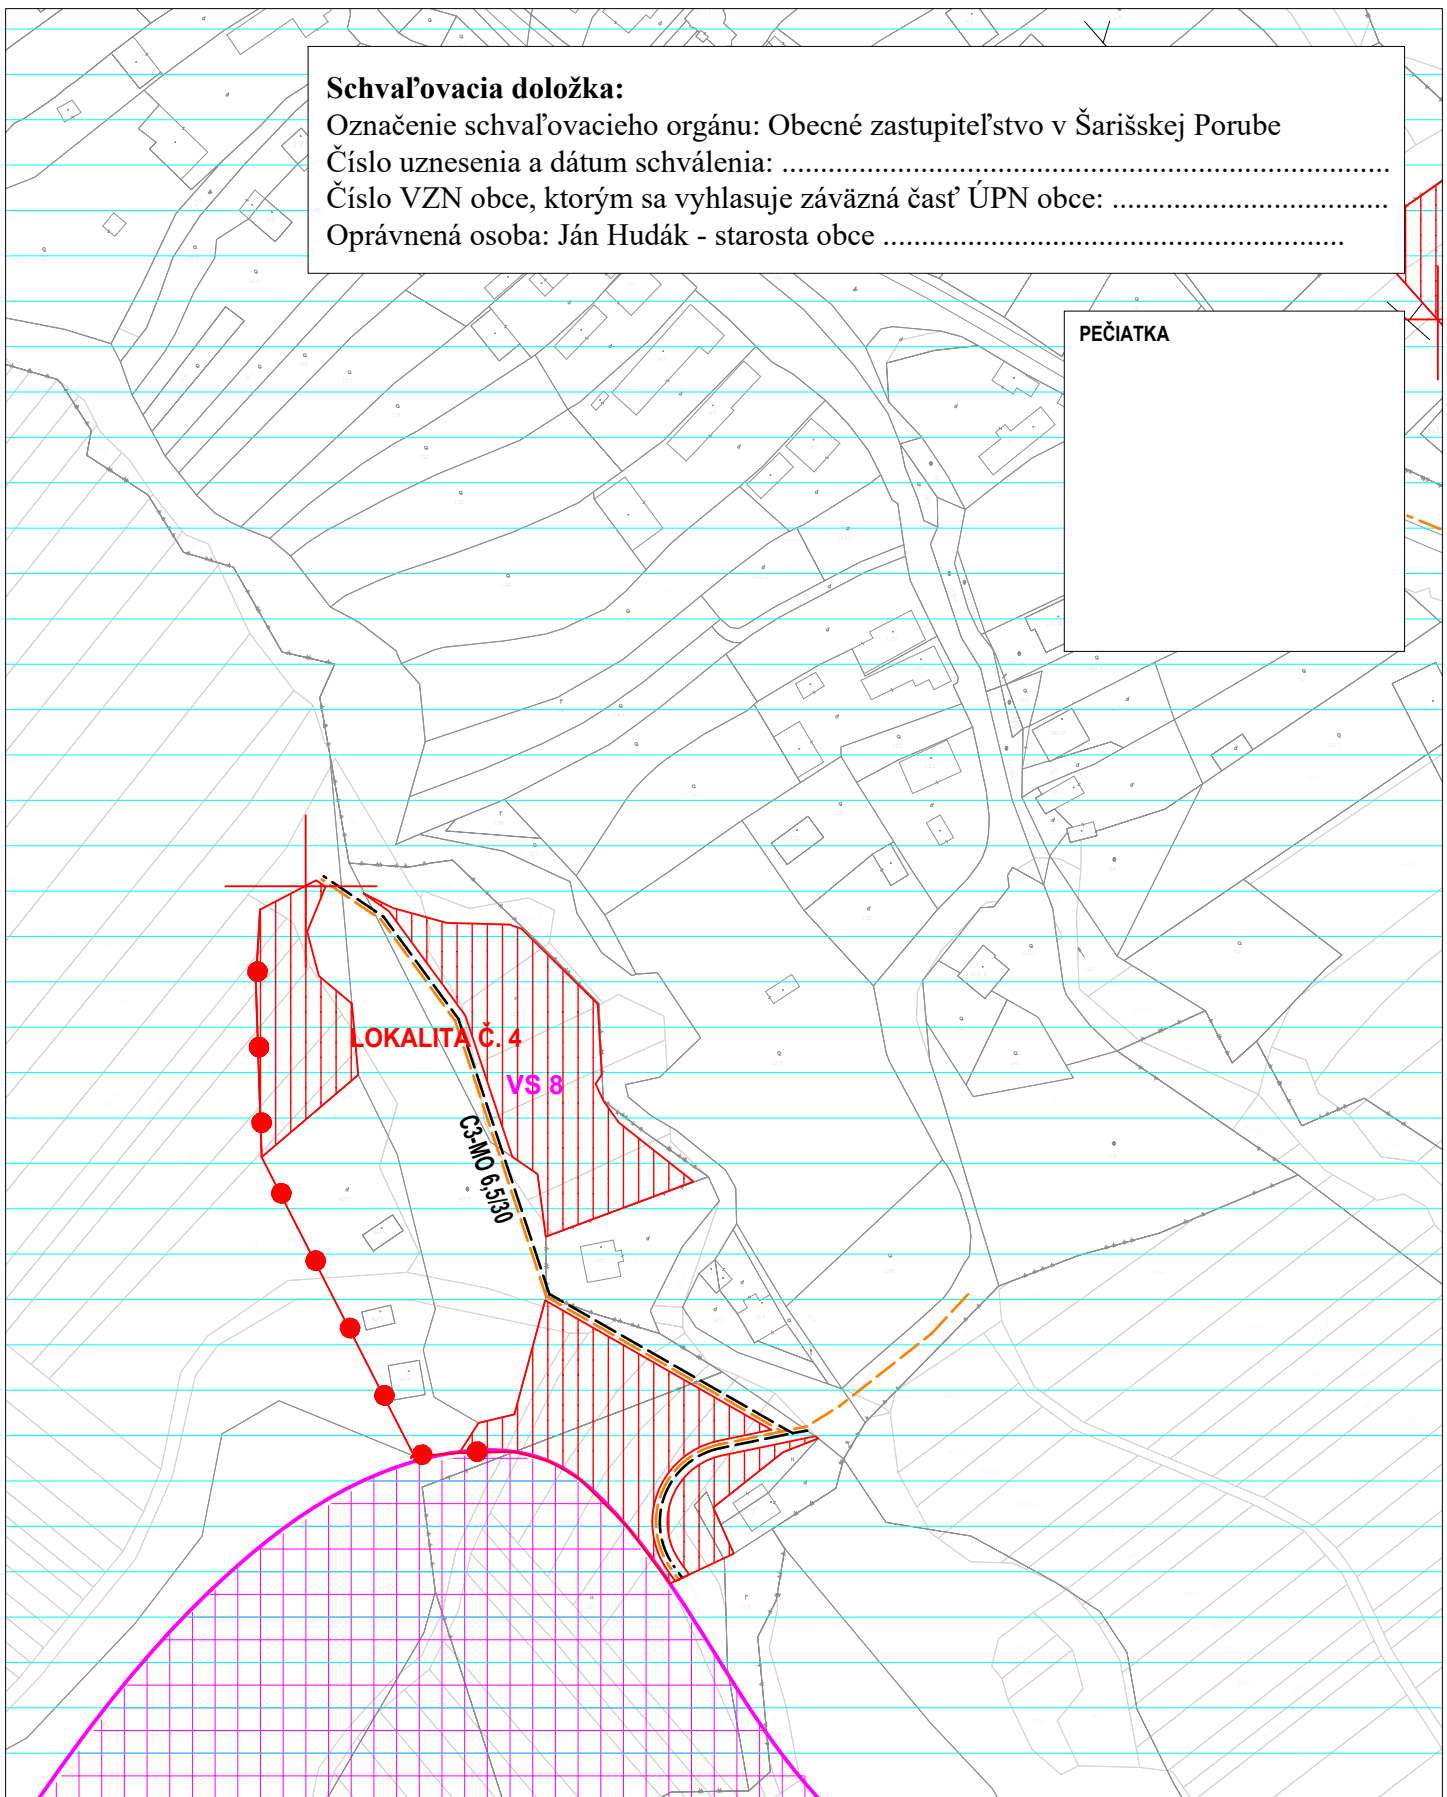 Schvaľovacia doložka:
Označenie schvaľovacieho orgánu: Obecné zastupiteľstvo v Šarišskej Porube
Číslo uznesenia a dátum schválenia: ................................................................................
Číslo VZN obce, ktorým sa vyhlasuje záväzná časť ÚPN obce: ....................................
Oprávnená osoba: Ján Hudák - starosta obce ............................................................
PEČIATKA
LOKALITA Č. 4
VS 8
C3-MO 6,5/30